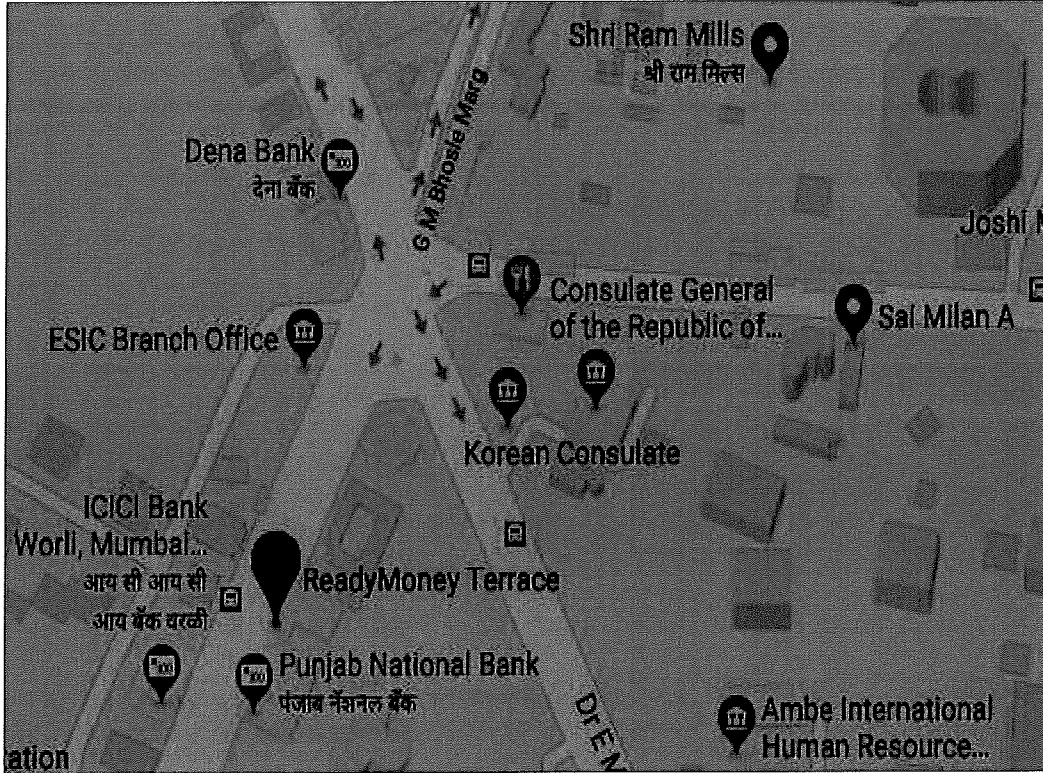 Shri Ram Mills
श्री राम मिल्स
G M Bhosle Marg
Dena Bank
देना बँक
Joshi M
Consulate General
of the Republic of...
Sai Milan A
ESIC Branch Office
Korean Consulate
ICICI Bank
Worli, Mumbai...
आय सी आय सी
आय बँक वरळी
ReadyMoney Terrace
Punjab National Bank
पंजाब नॅशनल बँक
Dr E N
Ambe International
Human Resource...
ation